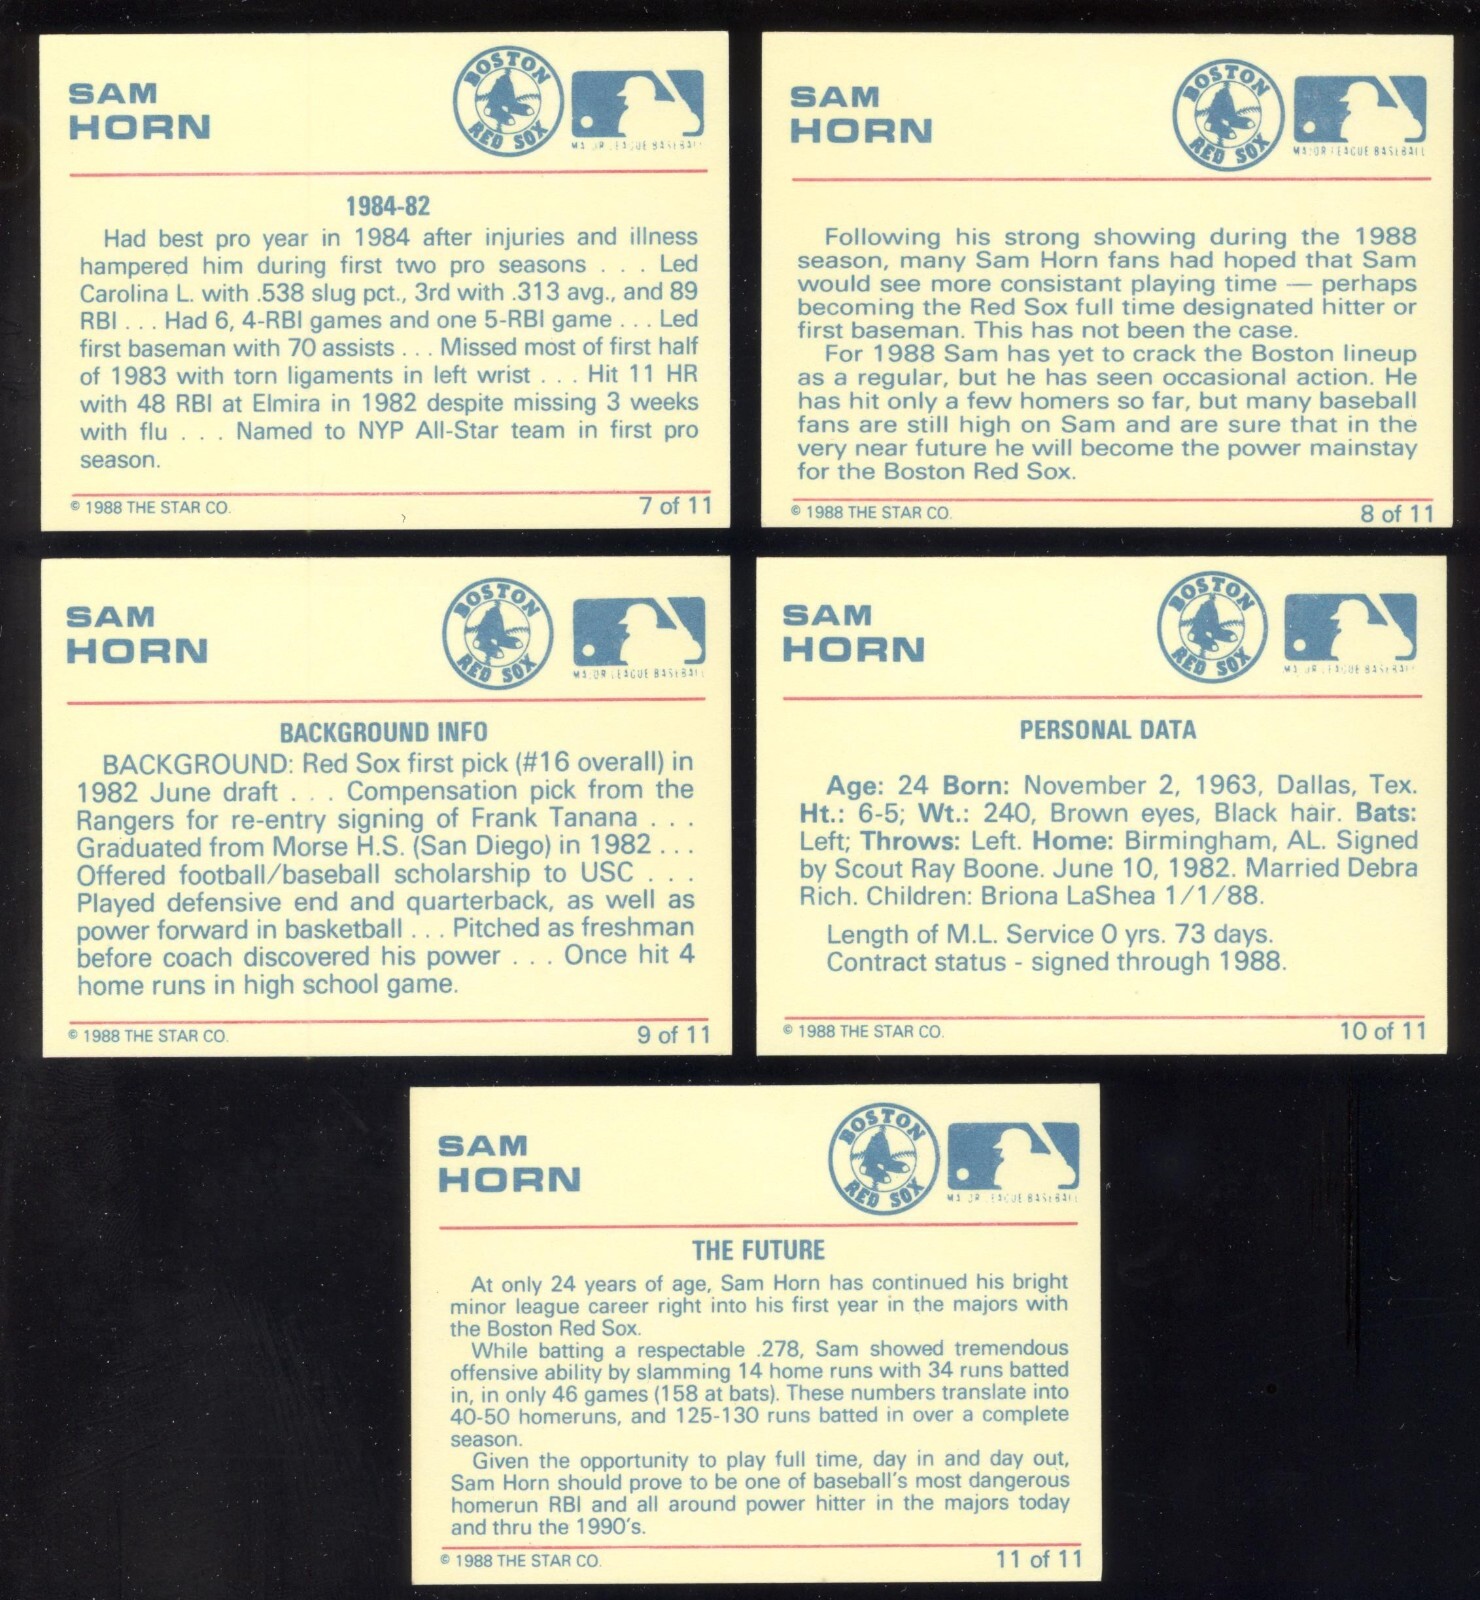 SAM
HORN
BOSTON
RED SOX
MAJOR LEAGUE BASEBALL
1984-82
Had best pro year in 1984 after injuries and illness
hampered him during first two pro seasons . . . Led
Carolina L. with .538 slug pct., 3rd with .313 avg., and 89
RBI . . . Had 6, 4-RBI games and one 5-RBI game . . . Led
first baseman with 70 assists . . . Missed most of first half
of 1983 with torn ligaments in left wrist . . . Hit 11 HR
with 48 RBI at Elmira in 1982 despite missing 3 weeks
with flu . . . Named to NYP All-Star team in first pro
season.
© 1988 THE STAR CO.
7 of 11
SAM
HORN
BOSTON
RED SOX
MAJOR LEAGUE BASEBALL
Following his strong showing during the 1988
season, many Sam Horn fans had hoped that Sam
would see more consistant playing time — perhaps
becoming the Red Sox full time designated hitter or
first baseman. This has not been the case.
For 1988 Sam has yet to crack the Boston lineup
as a regular, but he has seen occasional action. He
has hit only a few homers so far, but many baseball
fans are still high on Sam and are sure that in the
very near future he will become the power mainstay
for the Boston Red Sox.
© 1988 THE STAR CO.
8 of 11
SAM
HORN
BOSTON
RED SOX
MAJOR LEAGUE BASEBALL
BACKGROUND INFO
BACKGROUND: Red Sox first pick (#16 overall) in
1982 June draft . . . Compensation pick from the
Rangers for re-entry signing of Frank Tanana . . .
Graduated from Morse H.S. (San Diego) in 1982 . . .
Offered football/baseball scholarship to USC . . .
Played defensive end and quarterback, as well as
power forward in basketball . . . Pitched as freshman
before coach discovered his power . . . Once hit 4
home runs in high school game.
© 1988 THE STAR CO.
9 of 11
SAM
HORN
BOSTON
RED SOX
MAJOR LEAGUE BASEBALL
PERSONAL DATA
Age: 24 Born: November 2, 1963, Dallas, Tex.
Ht.: 6-5; Wt.: 240, Brown eyes, Black hair. Bats:
Left; Throws: Left. Home: Birmingham, AL. Signed
by Scout Ray Boone. June 10, 1982. Married Debra
Rich. Children: Briona LaShea 1/1/88.
Length of M.L. Service 0 yrs. 73 days.
Contract status - signed through 1988.
© 1988 THE STAR CO.
10 of 11
SAM
HORN
BOSTON
RED SOX
MAJOR LEAGUE BASEBALL
THE FUTURE
At only 24 years of age, Sam Horn has continued his bright
minor league career right into his first year in the majors with
the Boston Red Sox.
While batting a respectable .278, Sam showed tremendous
offensive ability by slamming 14 home runs with 34 runs batted
in, in only 46 games (158 at bats). These numbers translate into
40-50 homeruns, and 125-130 runs batted in over a complete
season.
Given the opportunity to play full time, day in and day out,
Sam Horn should prove to be one of baseball's most dangerous
homerun RBI and all around power hitter in the majors today
and thru the 1990's.
© 1988 THE STAR CO.
11 of 11